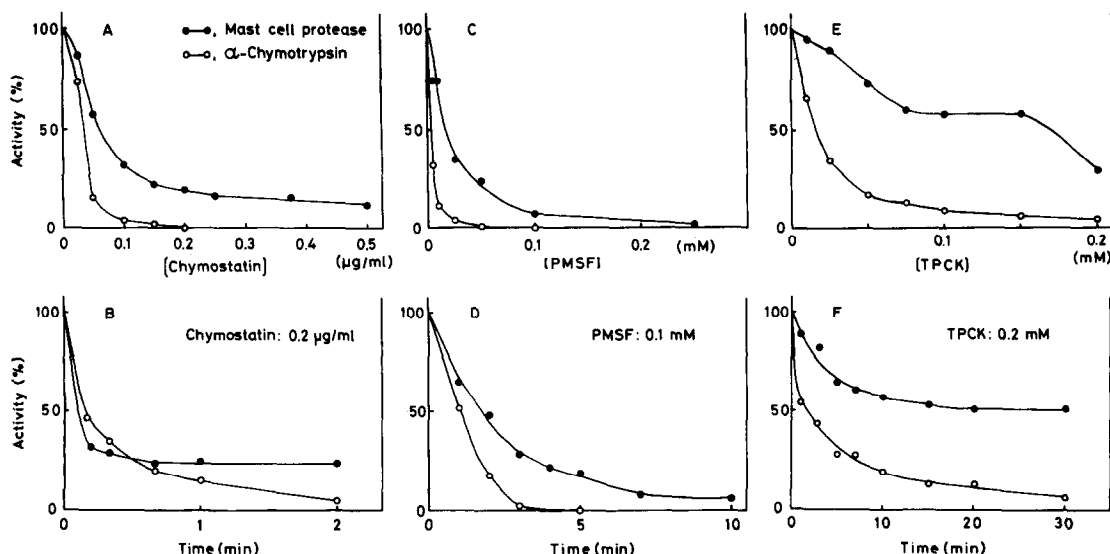 A
●—●, Mast cell protease
○—○, α-Chymotrypsin
Activity (%)
100
50
0
0 0.1 0.2 0.3 0.4 0.5
[Chymostatin] (µg/ml)
C
100
50
0
0 0.1 0.2 (mM)
[PMSF]
E
100
50
0
0 0.1 0.2
[TPCK] (mM)
B
Chymostatin: 0.2 µg/ml
Activity (%)
100
50
0
0 1 2
Time (min)
D
PMSF: 0.1 mM
100
50
0
0 5 10
Time (min)
F
TPCK: 0.2 mM
100
50
0
0 10 20 30
Time (min)